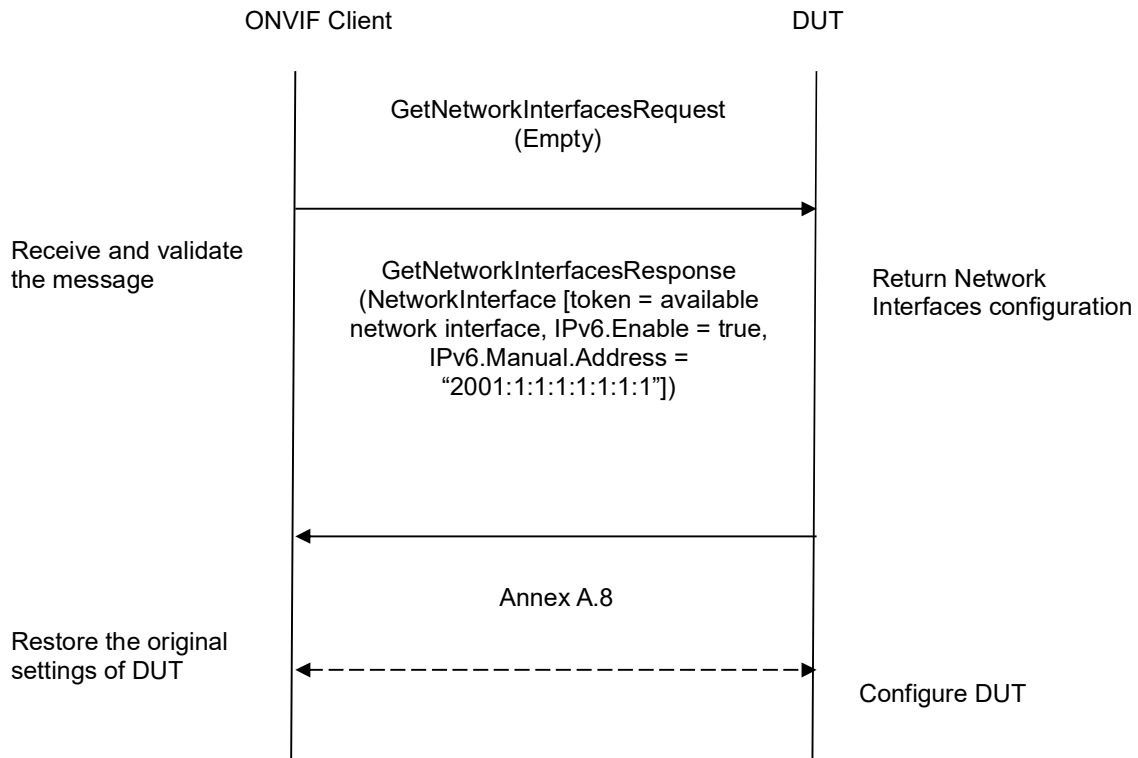 ONVIF Client
DUT
GetNetworkInterfacesRequest
(Empty)
Receive and validate
the message
GetNetworkInterfacesResponse
(NetworkInterface [token = available
network interface, IPv6.Enable = true,
IPv6.Manual.Address =
“2001:1:1:1:1:1:1:1”])
Return Network
Interfaces configuration
Annex A.8
Restore the original
settings of DUT
Configure DUT